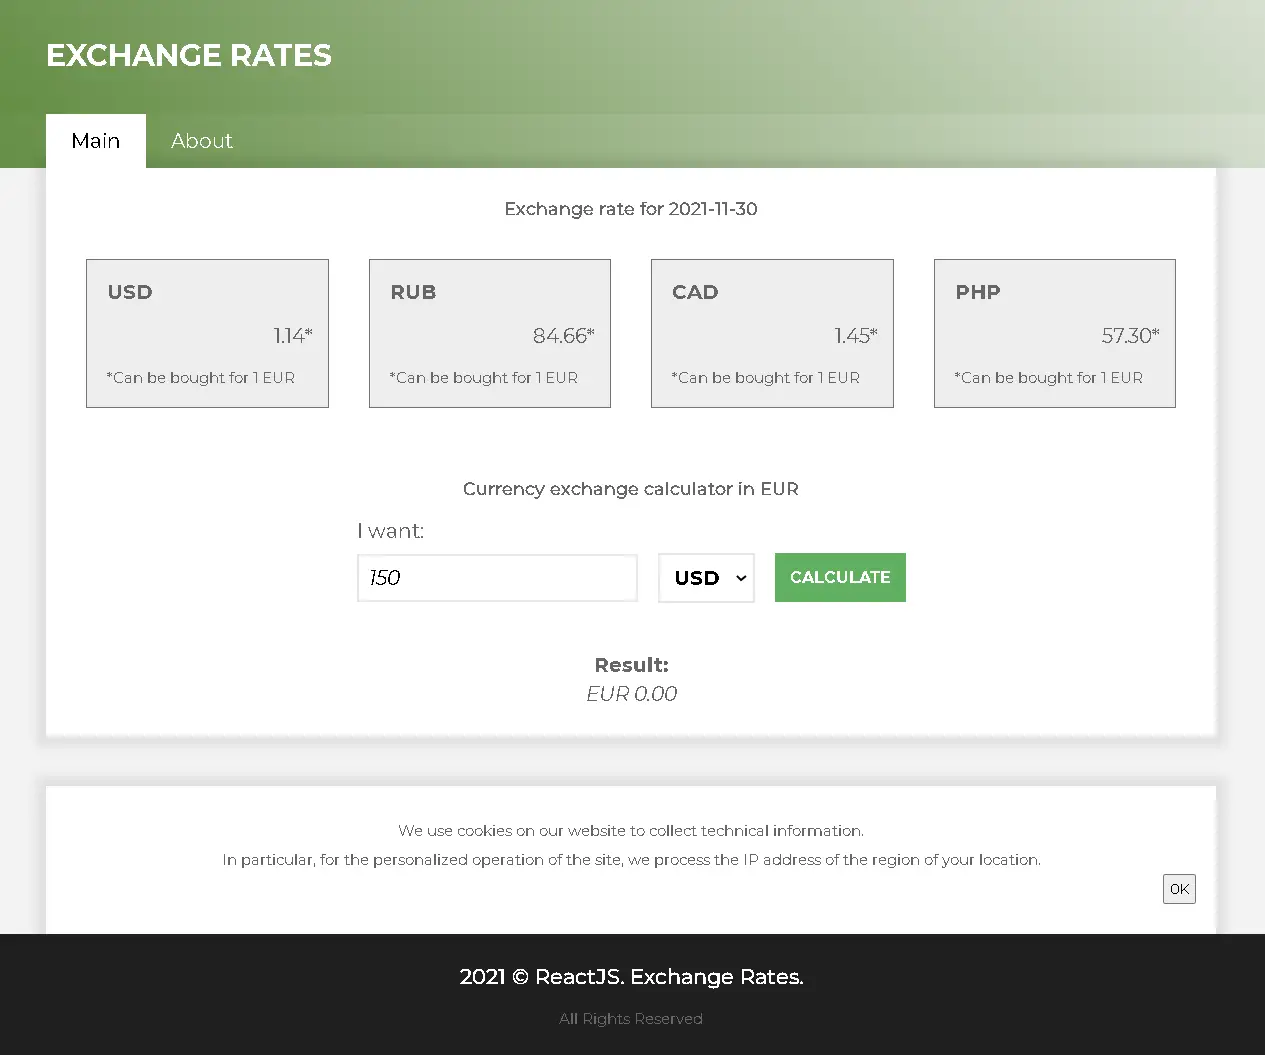 EXCHANGE RATES
Main About
Exchange rate for 2021-11-30
USD RUB CAD PHP
1.14* 84.66* 1.45* 57.30*
*Can be bought for 1 EUR *Can be bought for 1 EUR *Can be bought for 1 EUR *Can be bought for 1 EUR
Currency exchange calculator in EUR
I want:
150 USD CALCULATE
Result:
EUR 0.00
We use cookies on our website to collect technical information.
In particular, for the personalized operation of the site, we process the IP address of the region of your location.
OK
2021 © ReactJS. Exchange Rates.
All Rights Reserved